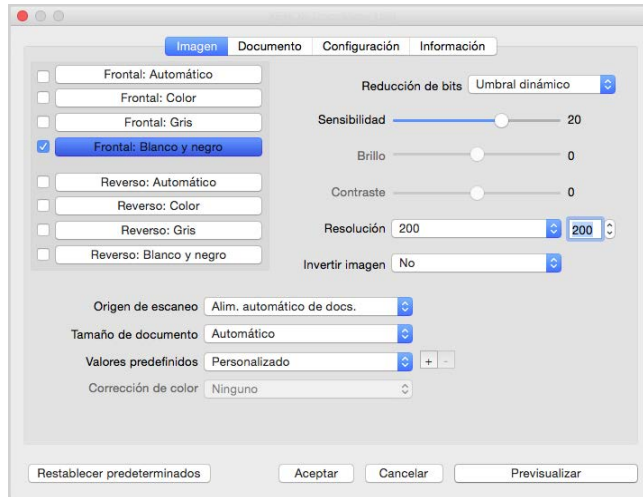 Imagen Documento Configuración Información
Frontal: Automático
Frontal: Color
Frontal: Gris
Frontal: Blanco y negro
Reverso: Automático
Reverso: Color
Reverso: Gris
Reverso: Blanco y negro
Reducción de bits Umbral dinámico
Sensibilidad 20
Brillo 0
Contraste 0
Resolución 200 200
Invertir imagen No
Origen de escaneo Alim. automático de docs.
Tamaño de documento Automático
Valores predefinidos Personalizado + -
Corrección de color Ninguno
Restablecer predeterminados Aceptar Cancelar Previsualizar